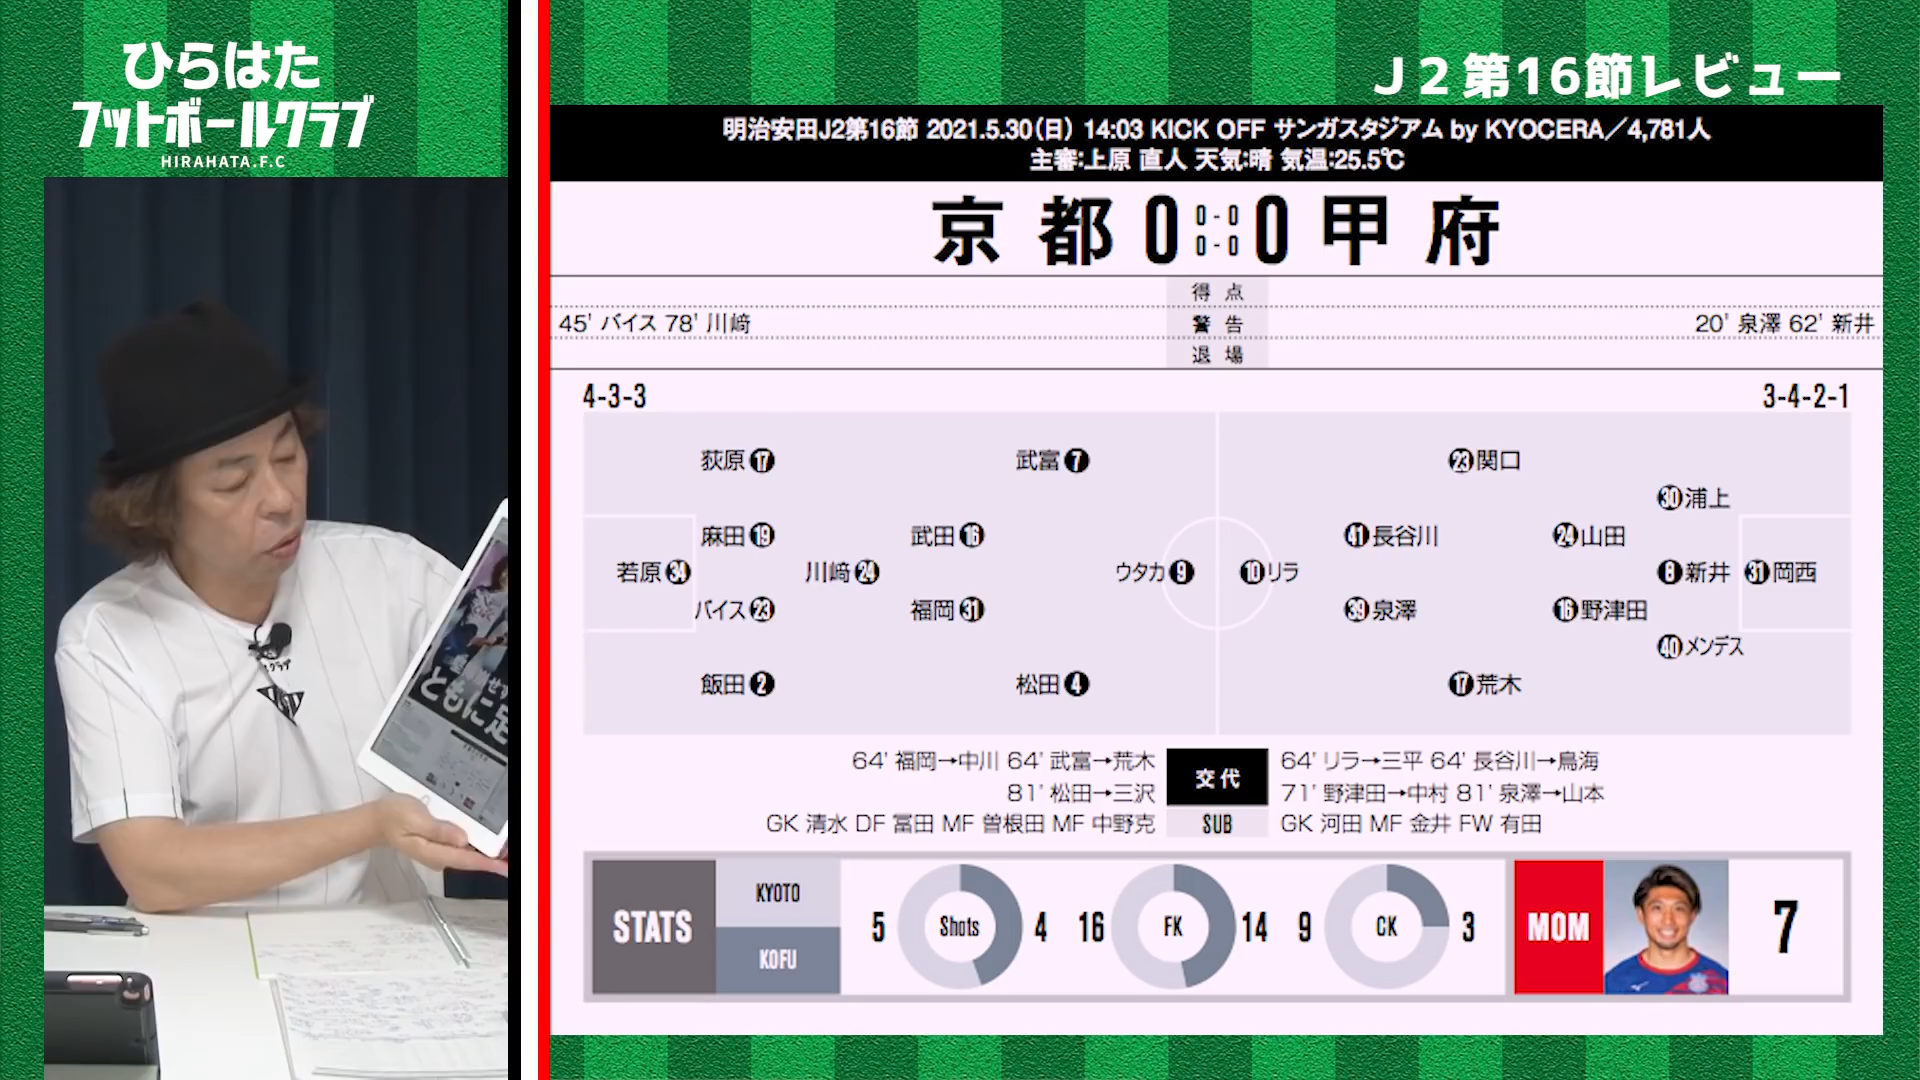 ひらはた
フットボールクラブ
HIRAHATA.F.C
J2第16節レビュー
明治安田J2第16節 2021.5.30(日) 14:03 KICK OFF サンガスタジアム by KYOCERA／4,781人
主審:上原 直人 天気:晴 気温:25.5℃
京都 0 0-0 0 甲府
0-0
得点
45' バイス 78' 川﨑 警告 20' 泉澤 62' 新井
退場
4-3-3 3-4-2-1
荻原 17 武富 7 23 関口
30 浦上
麻田 19 武田 16 41 長谷川 24 山田
若原 34 川﨑 24 ウタカ 9 10 リラ 8 新井 31 岡西
バイス 23 福岡 31 39 泉澤 16 野津田
40 メンデス
飯田 2 松田 4 17 荒木
64' 福岡→中川 64' 武富→荒木 交代 64' リラ→三平 64' 長谷川→鳥海
81' 松田→三沢 71' 野津田→中村 81' 泉澤→山本
GK 清水 DF 冨田 MF 曽根田 MF 中野克 SUB GK 河田 MF 金井 FW 有田
STATS KYOTO 5 Shots 4 16 FK 14 9 CK 3 MOM 7
KOFU
ともに足